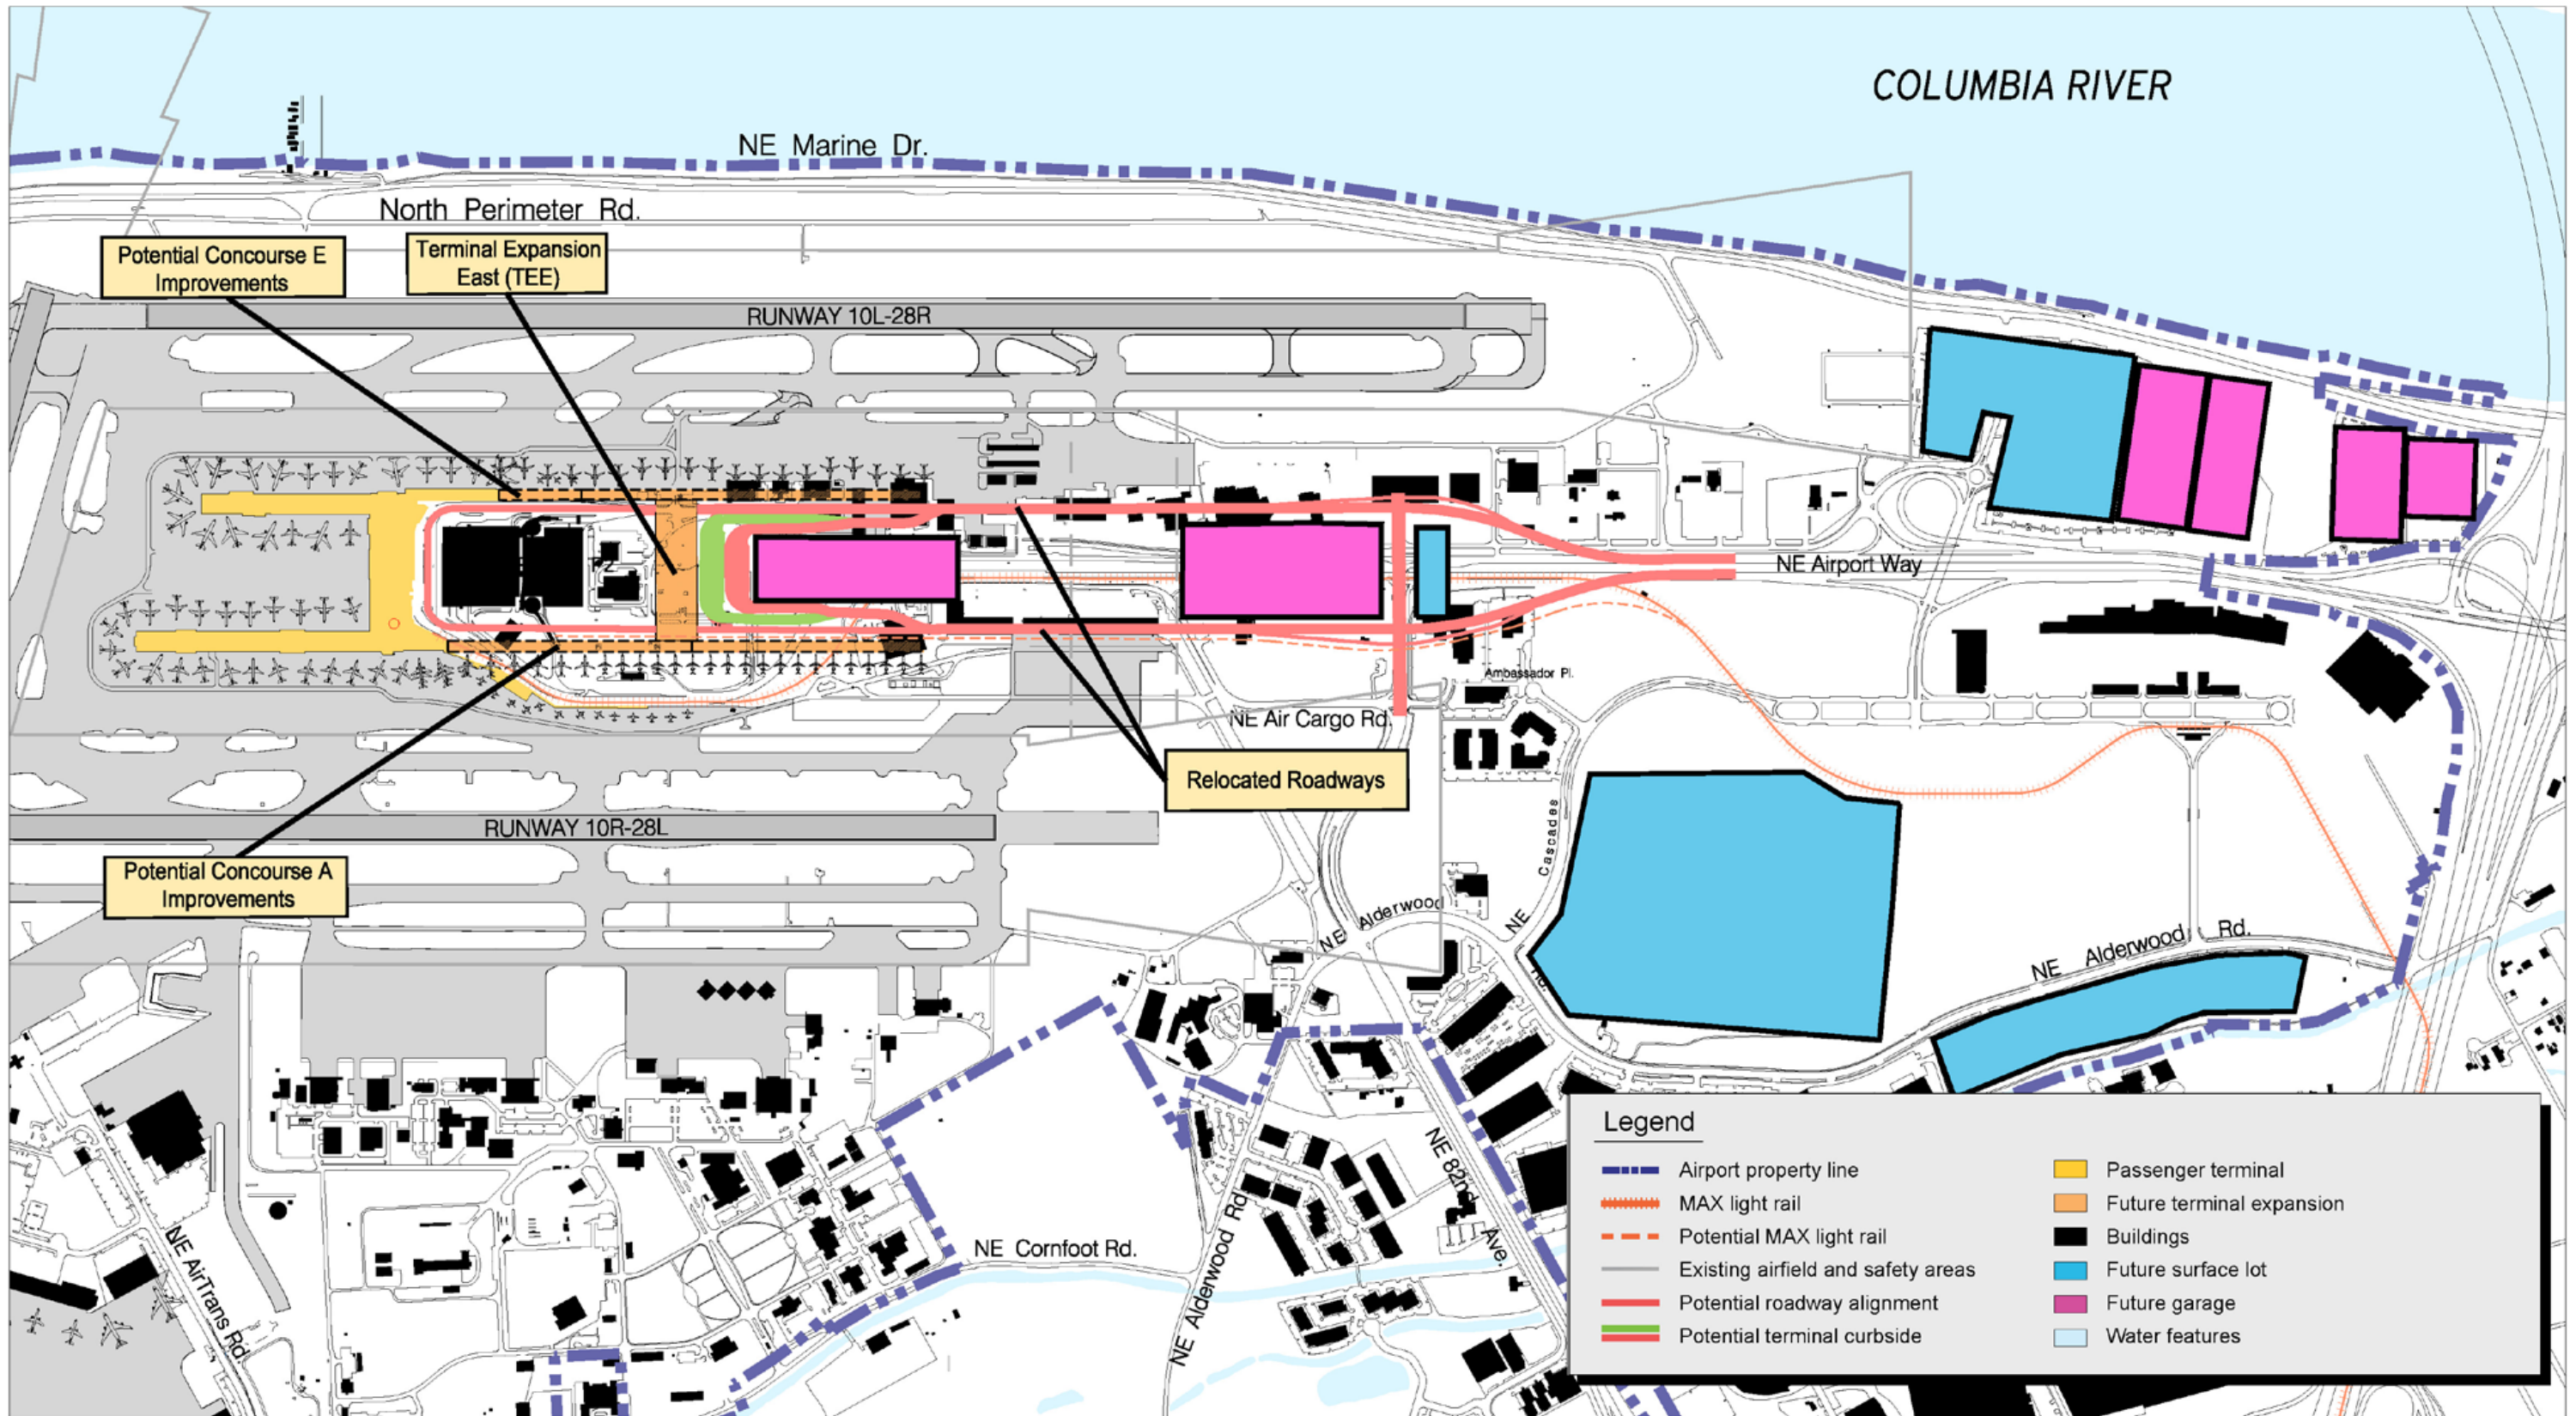 COLUMBIA RIVER
NE Marine Dr.
North Perimeter Rd.
Potential Concourse E
Improvements
Terminal Expansion
East (TEE)
RUNWAY 10L-28R
P2
NE Airport Way
Ambassador Pl.
NE Air Cargo Rd.
Relocated Roadways
RUNWAY 10R-28L
Potential Concourse A
Improvements
NE Cascades
Rd.
NE Alderwood
NE Alderwood Rd.
NE 82nd Ave.
NE Alderwood Rd
NE Cornfoot Rd.
NE AirTrans Rd.
Legend
Airport property line
MAX light rail
Potential MAX light rail
Existing airfield and safety areas
Potential roadway alignment
Potential terminal curbside
Passenger terminal
Future terminal expansion
Buildings
Future surface lot
Future garage
Water features